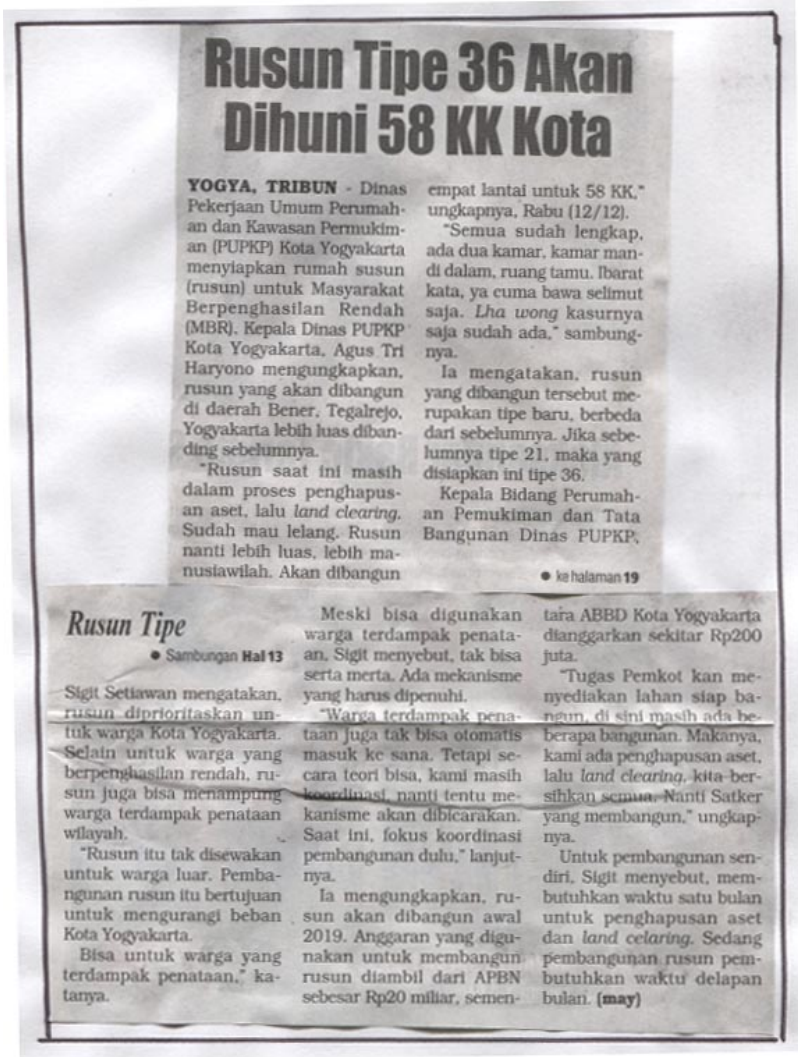 Rusun Tipe 36 Akan
Dihuni 58 KK Kota
YOGYA, TRIBUN - Dinas
Pekerjaan Umum Perumah-
an dan Kawasan Permukim-
an (PUPKP) Kota Yogyakarta
menyiapkan rumah susun
(rusun) untuk Masyarakat
Berpenghasilan Rendah
(MBR). Kepala Dinas PUPKP
Kota Yogyakarta, Agus Tri
Haryono mengungkapkan,
rusun yang akan dibangun
di daerah Bener, Tegalrejo,
Yogyakarta lebih luas diban-
ding sebelumnya.
"Rusun saat ini masih
dalam proses penghapus-
an aset, lalu land clearing.
Sudah mau lelang. Rusun
nanti lebih luas, lebih ma-
nusiawilah. Akan dibangun
empat lantai untuk 58 KK,"
ungkapnya, Rabu (12/12).
"Semua sudah lengkap,
ada dua kamar, kamar man-
di dalam, ruang tamu. Ibarat
kata, ya cuma bawa selimut
saja. Lha wong kasurnya
saja sudah ada," sambung-
nya.
Ia mengatakan, rusun
yang dibangun tersebut me-
rupakan tipe baru, berbeda
dari sebelumnya. Jika sebe-
lumnya tipe 21, maka yang
disiapkan ini tipe 36.
Kepala Bidang Perumah-
an Pemukiman dan Tata
Bangunan Dinas PUPKP,
● ke halaman 19
Rusun Tipe
● Sambungan Hal 13
Sigit Setiawan mengatakan,
rusun diprioritaskan un-
tuk warga Kota Yogyakarta.
Selain untuk warga yang
berpenghasilan rendah, ru-
sun juga bisa menampung
warga terdampak penataan
wilayah.
"Rusun itu tak disewakan
untuk warga luar. Pemba-
ngunan rusun itu bertujuan
untuk mengurangi beban
Kota Yogyakarta.
Bisa untuk warga yang
terdampak penataan," ka-
tanya.
Meski bisa digunakan
warga terdampak penata-
an, Sigit menyebut, tak bisa
serta merta. Ada mekanisme
yang harus dipenuhi.
"Warga terdampak pena-
taan juga tak bisa otomatis
masuk ke sana. Tetapi se-
cara teori bisa, kami masih
koordinasi, nanti tentu me-
kanisme akan dibicarakan.
Saat ini, fokus koordinasi
pembangunan dulu," lanjut-
nya.
Ia mengungkapkan, ru-
sun akan dibangun awal
2019. Anggaran yang digu-
nakan untuk membangun
rusun diambil dari APBN
sebesar Rp20 miliar, semen-
tara ABBD Kota Yogyakarta
dianggarkan sekitar Rp200
juta.
"Tugas Pemkot kan me-
nyediakan lahan siap ba-
ngun, di sini masih ada be-
berapa bangunan. Makanya,
kami ada penghapusan aset,
lalu land clearing, kita ber-
sihkan semua. Nanti Satker
yang membangun," ungkap-
nya.
Untuk pembangunan sen-
diri, Sigit menyebut, mem-
butuhkan waktu satu bulan
untuk penghapusan aset
dan land celaring. Sedang
pembangunan rusun pem-
butuhkan waktu delapan
bulan. (may)